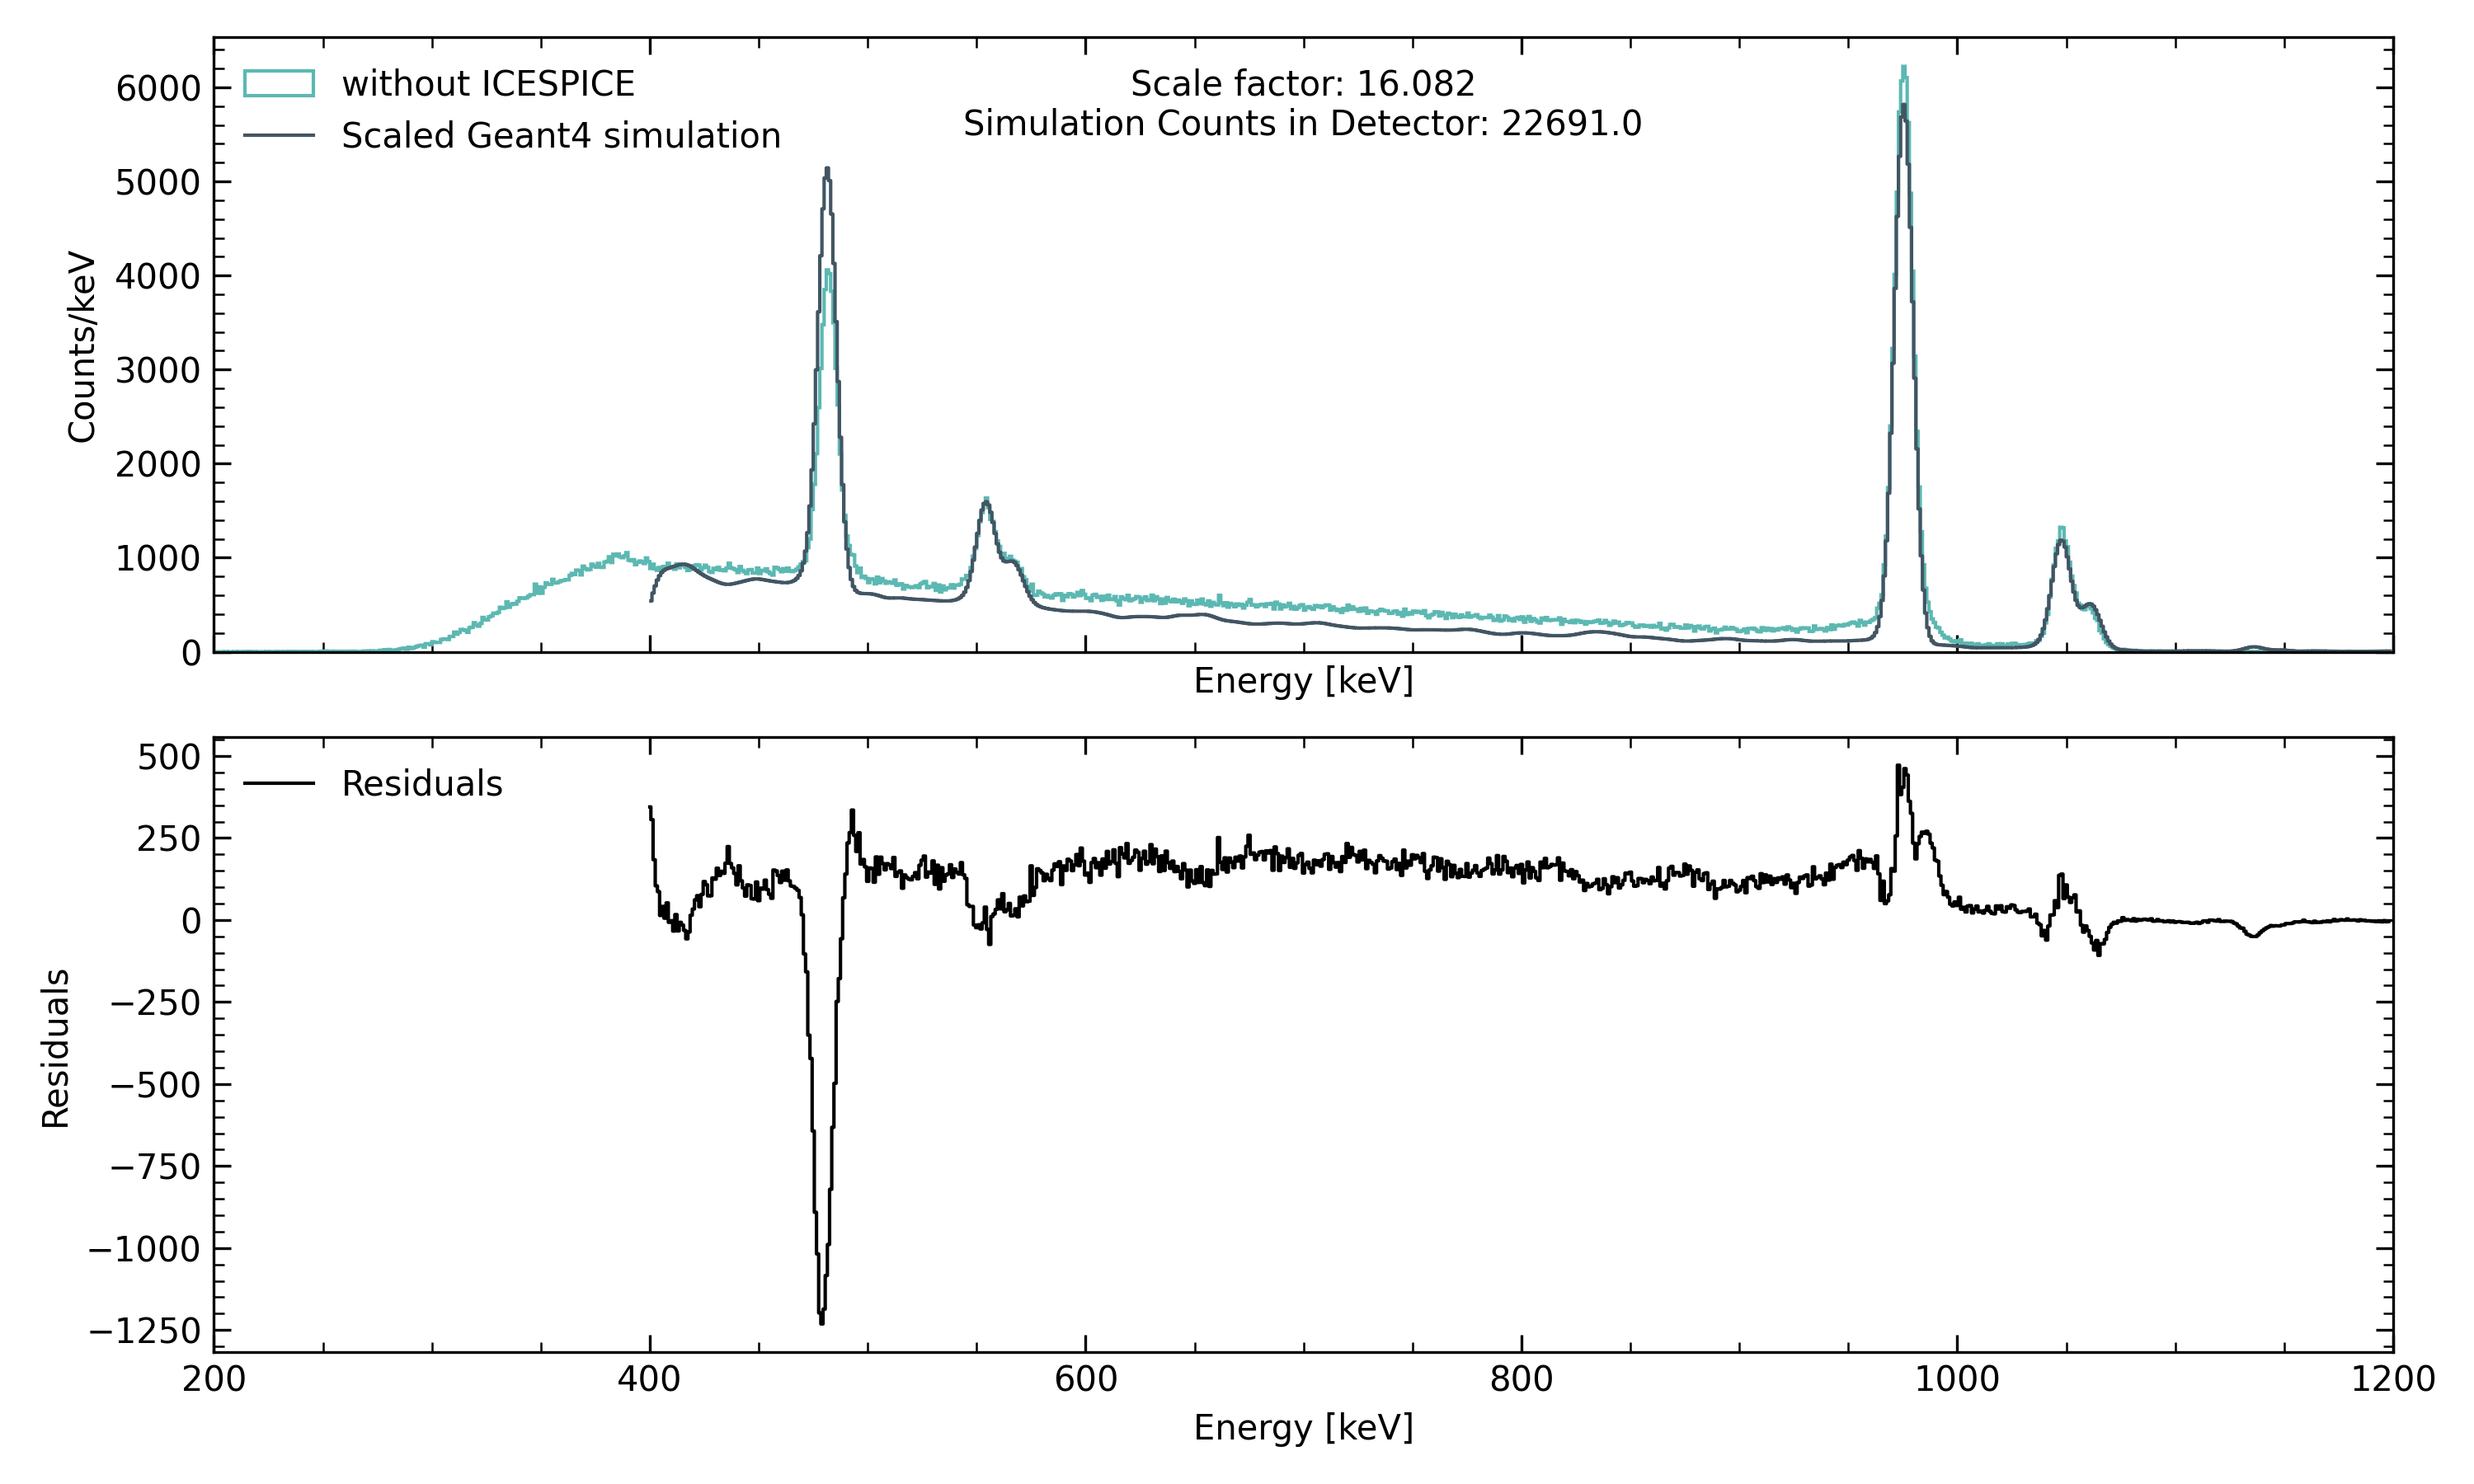 without ICESPICE
Scaled Geant4 simulation
Scale factor: 16.082
Simulation Counts in Detector: 22691.0
6000
5000
4000
3000
2000
1000
0
Counts/keV
Energy [keV]
Residuals
500
250
0
−250
−500
−750
−1000
−1250
Residuals
200
400
600
800
1000
1200
Energy [keV]